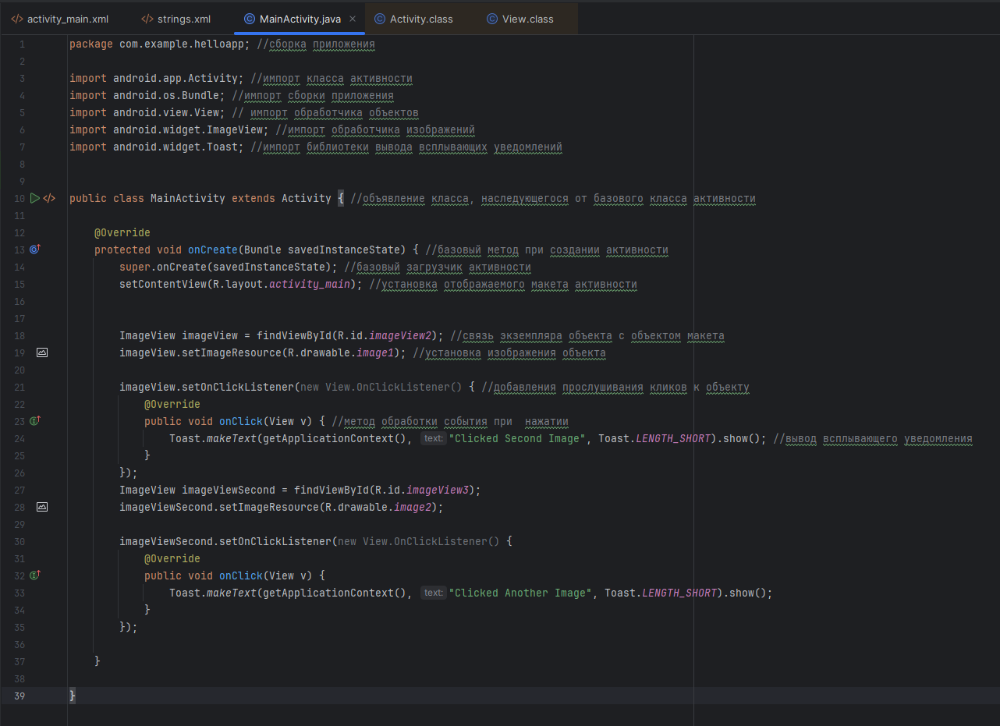 activity_main.xml strings.xml MainActivity.java Activity.class View.class
1 package com.example.helloapp; //сборка приложения
2
3 import android.app.Activity; //импорт класса активности
4 import android.os.Bundle; //импорт сборки приложения
5 import android.view.View; // импорт обработчика объектов
6 import android.widget.ImageView; //импорт обработчика изображений
7 import android.widget.Toast; //импорт библиотеки вывода всплывающих уведомлений
8
9
10 public class MainActivity extends Activity { //объявление класса, наследующегося от базового класса активности
11
12 @Override
13 protected void onCreate(Bundle savedInstanceState) { //базовый метод при создании активности
14 super.onCreate(savedInstanceState); //базовый загрузчик активности
15 setContentView(R.layout.activity_main); //установка отображаемого макета активности
16
17
18 ImageView imageView = findViewById(R.id.imageView2); //связь экземпляра объекта с объектом макета
19 imageView.setImageResource(R.drawable.image1); //установка изображения объекта
20
21 imageView.setOnClickListener(new View.OnClickListener() { //добавления прослушивания кликов к объекту
22 @Override
23 public void onClick(View v) { //метод обработки события при  нажатии
24 Toast.makeText(getApplicationContext(), text: "Clicked Second Image", Toast.LENGTH_SHORT).show(); //вывод всплывающего уведомления
25 }
26 });
27 ImageView imageViewSecond = findViewById(R.id.imageView3);
28 imageViewSecond.setImageResource(R.drawable.image2);
29
30 imageViewSecond.setOnClickListener(new View.OnClickListener() {
31 @Override
32 public void onClick(View v) {
33 Toast.makeText(getApplicationContext(), text: "Clicked Another Image", Toast.LENGTH_SHORT).show();
34 }
35 });
36
37 }
38
39 }